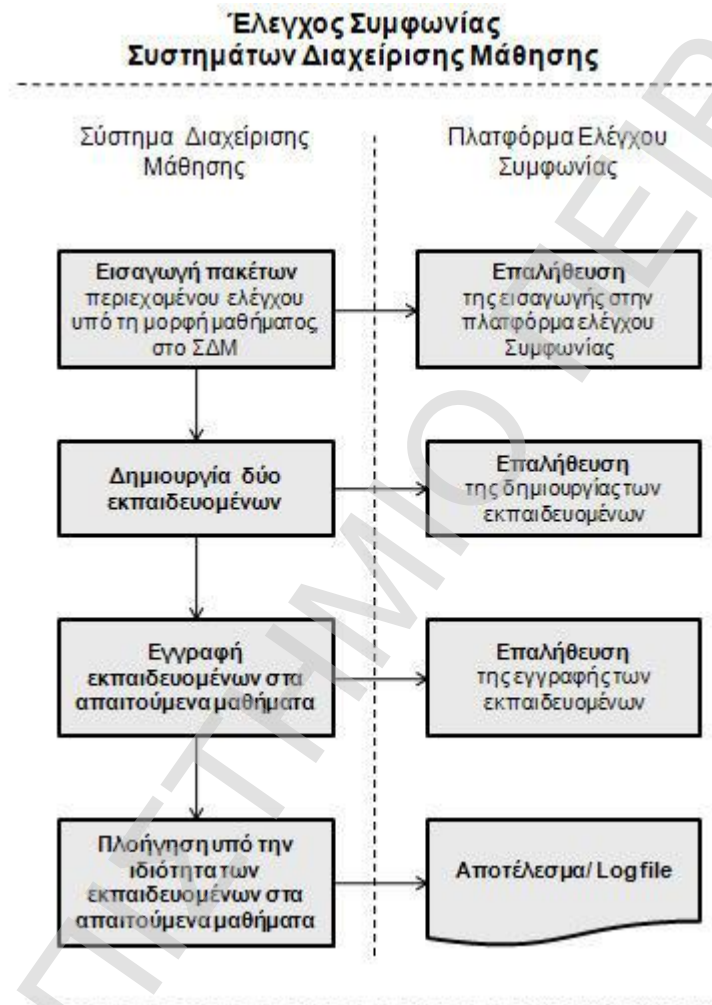 Έλεγχος Συμφωνίας
Συστημάτων Διαχείρισης Μάθησης
Σύστημα Διαχείρισης
Μάθησης
Πλατφόρμα Ελέγχου
Συμφωνίας
Εισαγωγή πακέτων
περιεχομένου ελέγχου
υπό τη μορφή μαθήματος,
στο ΣΔΜ
Επαλήθευση
της εισαγωγής στην
πλατφόρμα ελέγχου
Συμφωνίας
Δημιουργία δύο
εκπαιδευομένων
Επαλήθευση
της δημιουργίας των
εκπαιδευομένων
Εγγραφή
εκπαιδευομένων στα
απαιτούμενα μαθήματα
Επαλήθευση
της εγγραφής των
εκπαιδευομένων
Πλοήγηση υπό την
ιδιότητα των
εκπαιδευομένων στα
απαιτούμενα μαθήματα
Αποτέλεσμα/ Log file